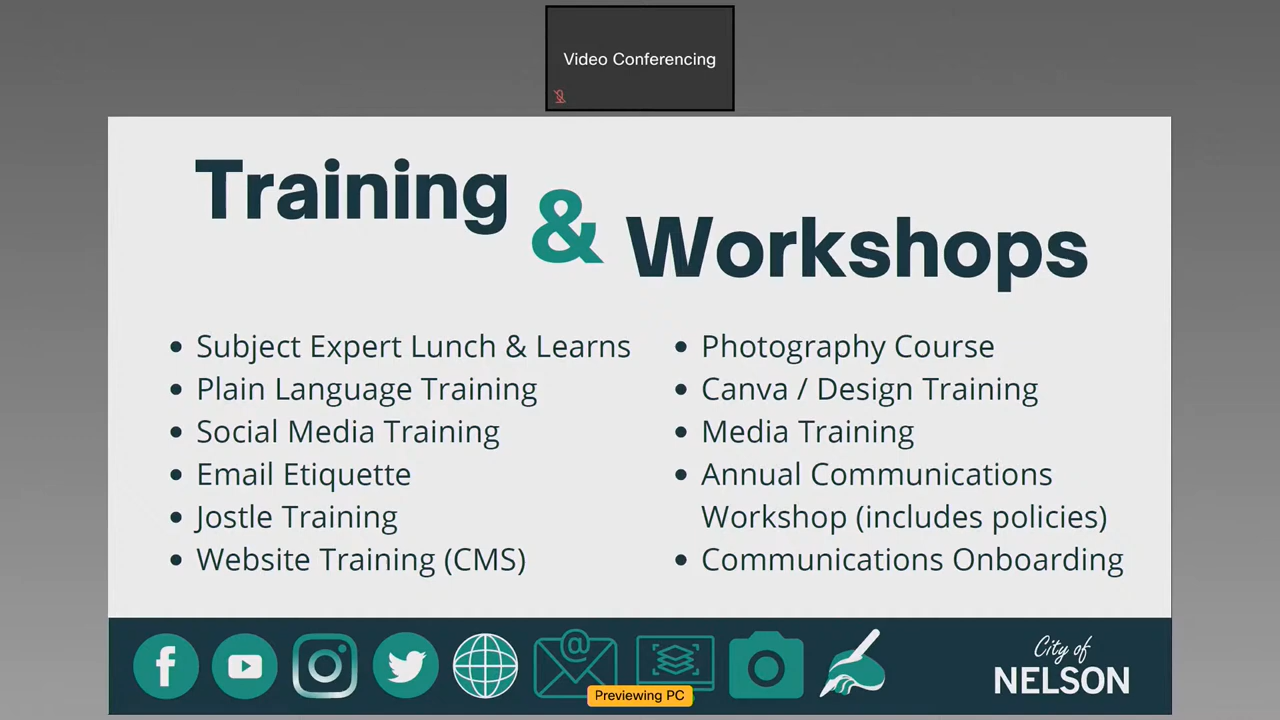 Video Conferencing
Training
&
Workshops
• Subject Expert Lunch & Learns
• Plain Language Training
• Social Media Training
• Email Etiquette
• Jostle Training
• Website Training (CMS)
• Photography Course
• Canva / Design Training
• Media Training
• Annual Communications
Workshop (includes policies)
• Communications Onboarding
@
Previewing PC
City of
NELSON